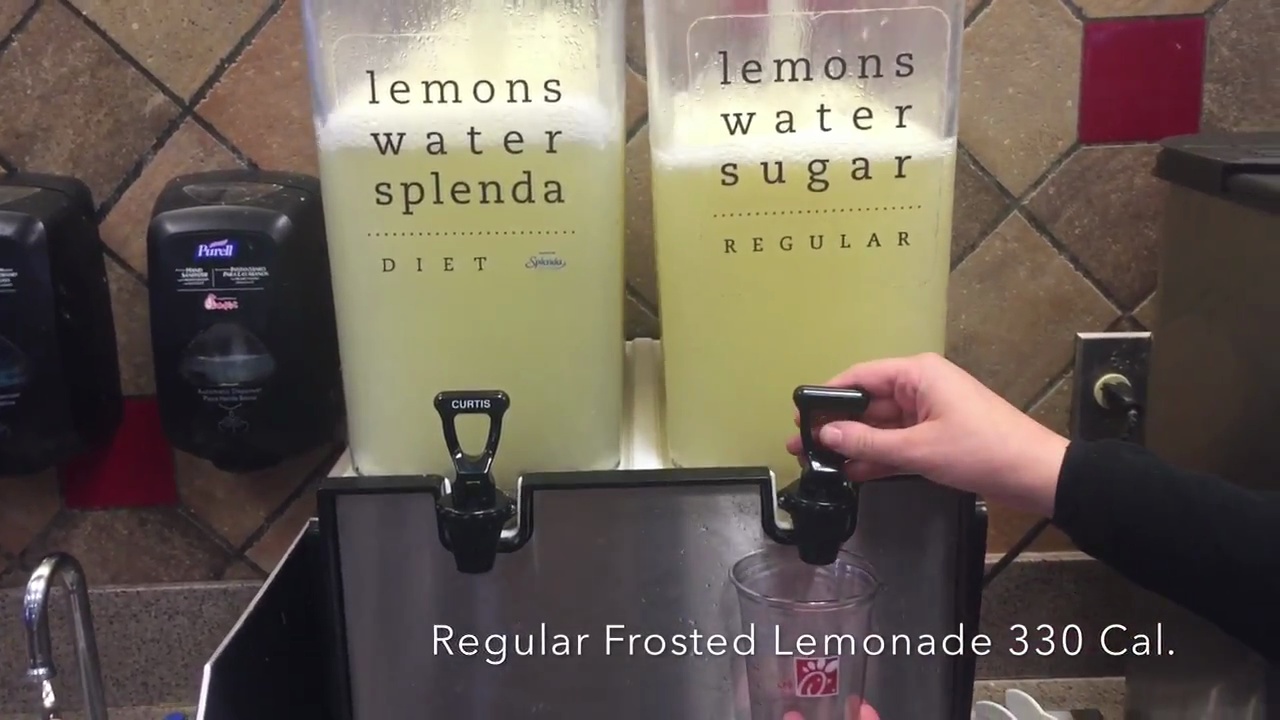 lemons
water
splenda
DIET
Splenda
lemons
water
sugar
REGULAR
Purell
CURTIS
Regular Frosted Lemonade 330 Cal.